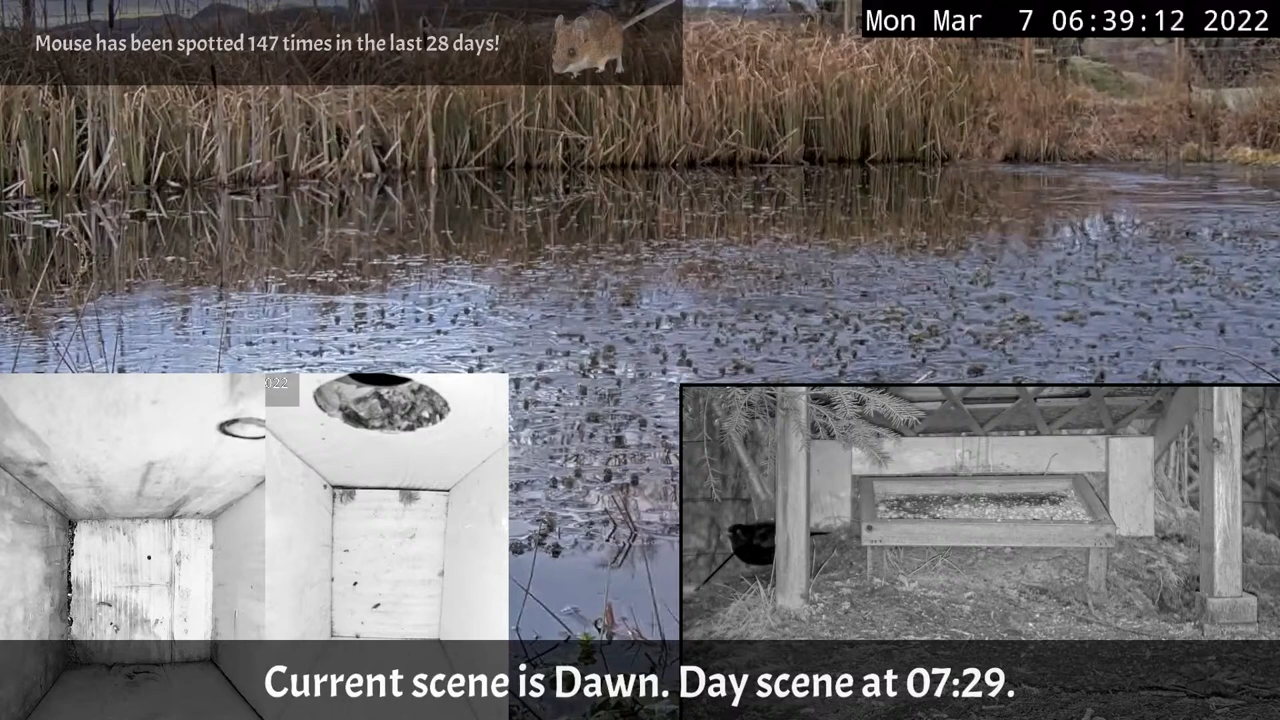 Mouse has been spotted 147 times in the last 28 days!
Mon Mar 7 06:39:12 2022
022
Current scene is Dawn. Day scene at 07:29.